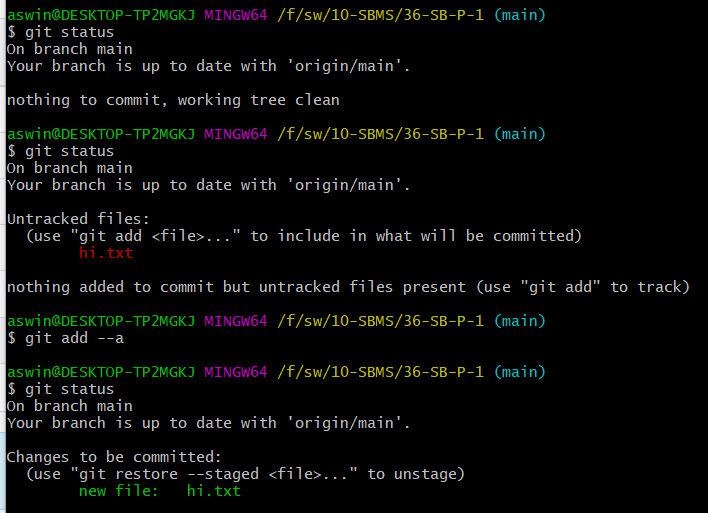 aswin@DESKTOP-TP2MGKJ MINGW64 /f/sw/10-SBMS/36-SB-P-1 (main)
$ git status
On branch main
Your branch is up to date with 'origin/main'.
nothing to commit, working tree clean
aswin@DESKTOP-TP2MGKJ MINGW64 /f/sw/10-SBMS/36-SB-P-1 (main)
$ git status
On branch main
Your branch is up to date with 'origin/main'.
Untracked files:
  (use "git add <file>..." to include in what will be committed)
        hi.txt
nothing added to commit but untracked files present (use "git add" to track)
aswin@DESKTOP-TP2MGKJ MINGW64 /f/sw/10-SBMS/36-SB-P-1 (main)
$ git add --a
aswin@DESKTOP-TP2MGKJ MINGW64 /f/sw/10-SBMS/36-SB-P-1 (main)
$ git status
On branch main
Your branch is up to date with 'origin/main'.
Changes to be committed:
  (use "git restore --staged <file>..." to unstage)
        new file:   hi.txt